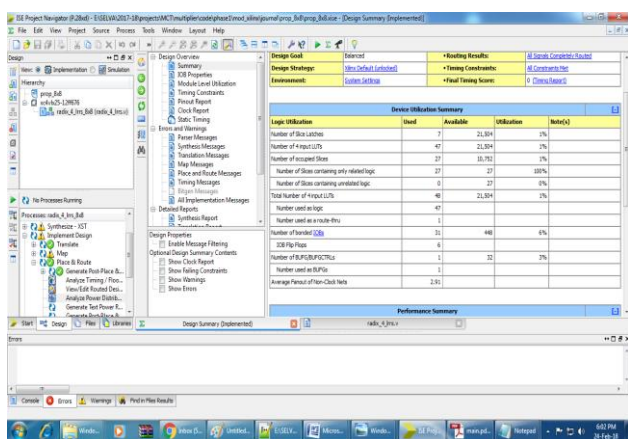 ISE Project Navigator (P.28xd) - E:\SELVA\2017-18\projects\MCT\multiplier\code\phase1\mod_xilinx\journal\prop_8x8\prop_8x8.xise - [Design Summary (Implemented)]
File Edit View Project Source Process Tools Window Layout Help
Design
View: Implementation Simulation
Hierarchy
prop_8x8
No Processes Running
Processes: radix_4_lns_8x8
Synthesize - XST
Implement Design
Translate
Map
Place & Route
Generate Post-Place &...
Analyze Timing / Floo...
View/Edit Routed Desi...
Analyze Power Distrib...
Generate Text Power R...
Generate Post-Place &
Start Design Files Libraries
Design Overview
Summary
IOB Properties
Module Level Utilization
Timing Constraints
Pinout Report
Clock Report
Static Timing
Errors and Warnings
Parser Messages
Synthesis Messages
Translation Messages
Map Messages
Place and Route Messages
Timing Messages
Bitgen Messages
All Implementation Messages
Detailed Reports
Synthesis Report
Translation Report
Design Properties
Enable Message Filtering
Optional Design Summary Contents
Show Clock Report
Show Failing Constraints
Show Warnings
Show Errors
Design Goal: Balanced •Routing Results: All Signals Completely Routed
Design Strategy: Xilinx Default (unlocked) •Timing Constraints: All Constraints Met
Environment: System Settings •Final Timing Score: 0 (Timing Report)
Device Utilization Summary
Logic Utilization Used Available Utilization Note(s)
Number of Slice Latches 7 21,504 1%
Number of 4 input LUTs 47 21,504 1%
Number of occupied Slices 27 10,752 1%
Number of Slices containing only related logic 27 27 100%
Number of Slices containing unrelated logic 0 27 0%
Total Number of 4 input LUTs 48 21,504 1%
Number used as logic 47
Number used as a route-thru 1
Number of bonded IOBs 31 448 6%
IOB Flip Flops 6
Number of BUFG/BUFGCTRLs 1 32 3%
Number used as BUFGs 1
Average Fanout of Non-Clock Nets 2.91
Performance Summary
Design Summary (Implemented) radix_4_lns.v
Errors
Console Errors Warnings Find in Files Results
Windo... Inbox (5... Untitled... E:\SELV... Micros... Windo... ISE Proj... main.pd... Notepad
6:02 PM
26-Feb-18